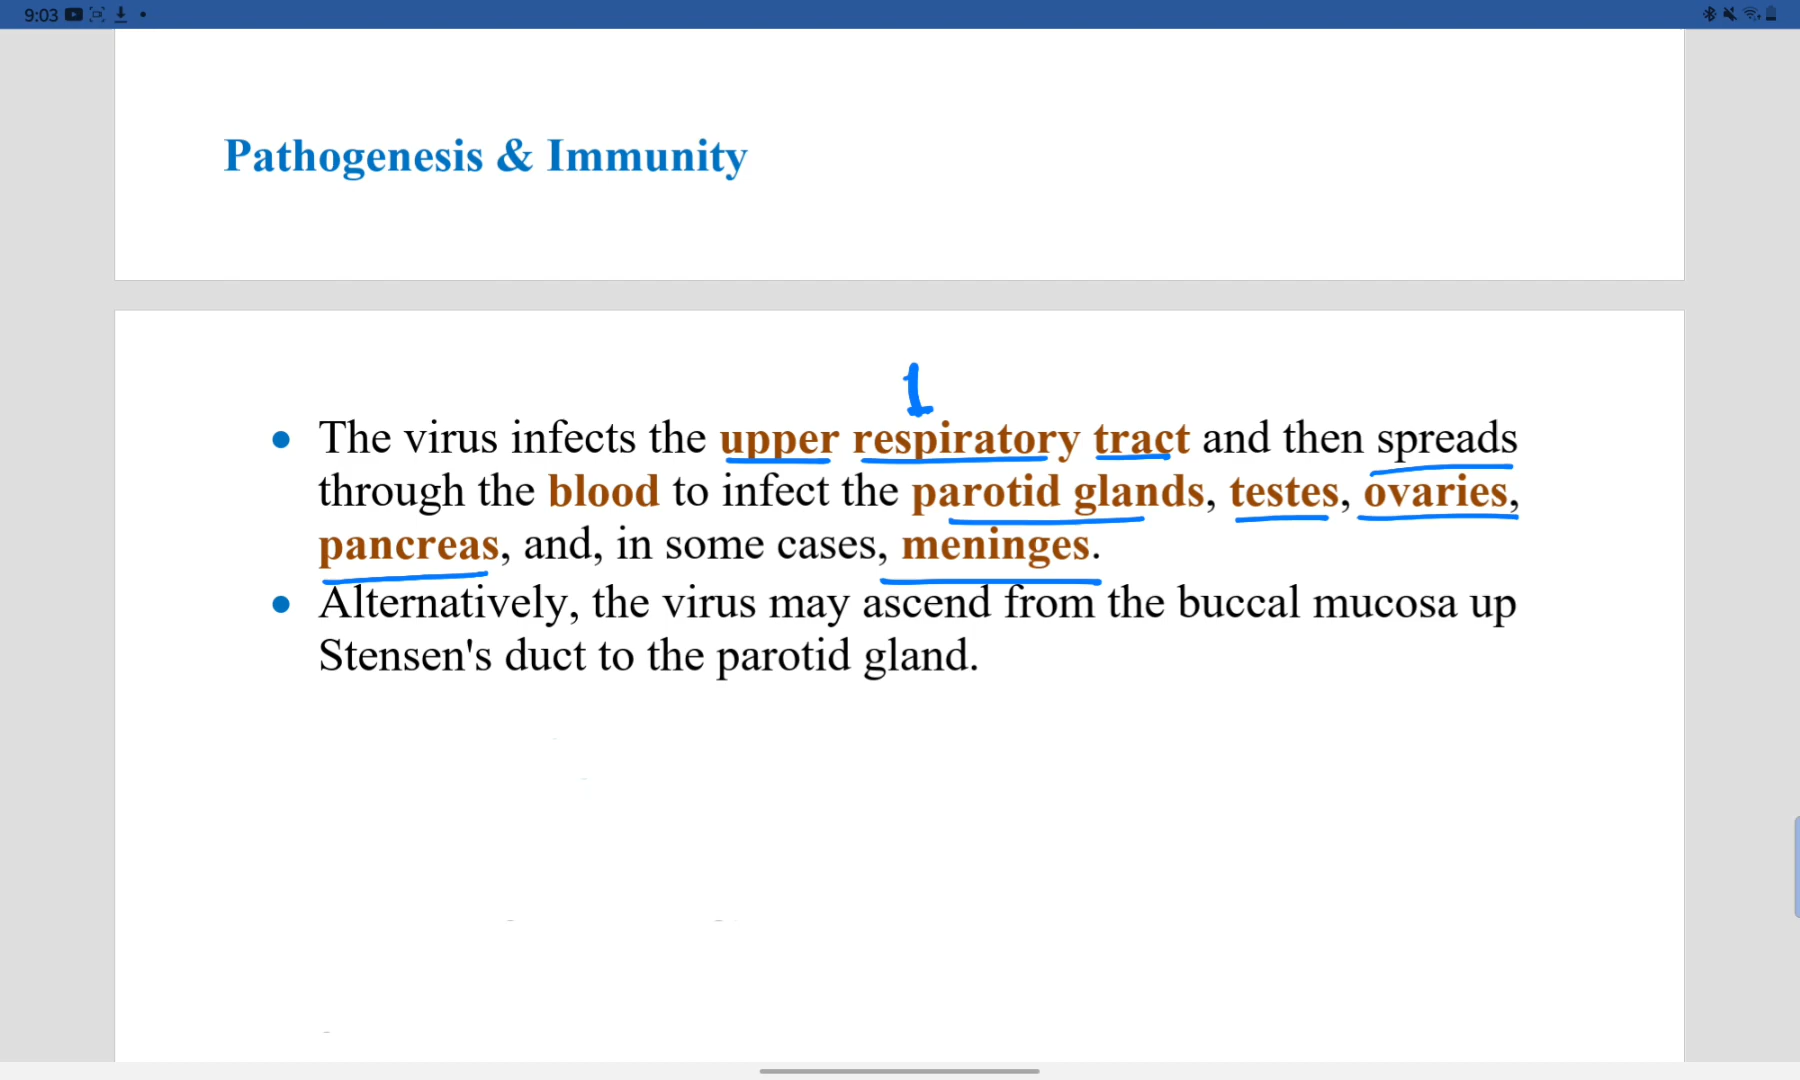 9:03
Pathogenesis & Immunity
1
• The virus infects the upper respiratory tract and then spreads
through the blood to infect the parotid glands, testes, ovaries,
pancreas, and, in some cases, meninges.
• Alternatively, the virus may ascend from the buccal mucosa up
Stensen's duct to the parotid gland.